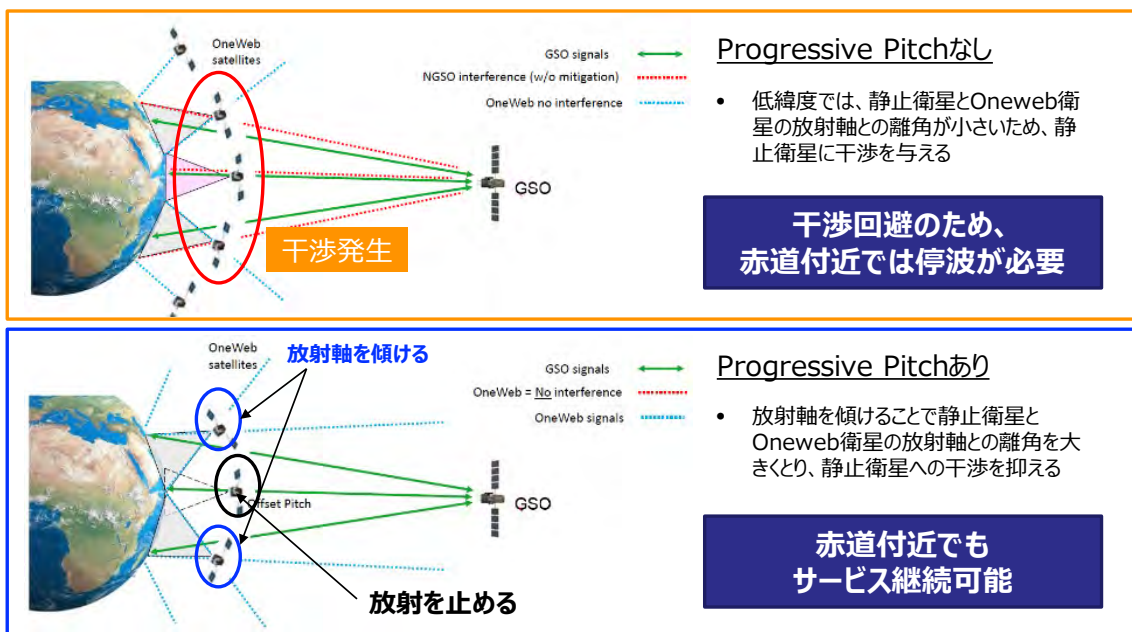 OneWeb
satellites
GSO signals
NGSO interference (w/o mitigation)
OneWeb no interference
GSO
干渉発生
Progressive Pitchなし
• 低緯度では、静止衛星とOneweb衛
星の放射軸との離角が小さいため、静
止衛星に干渉を与える
干渉回避のため、
赤道付近では停波が必要
OneWeb
satellites
放射軸を傾ける
GSO signals
OneWeb = No interference
OneWeb signals
Offset Pitch
GSO
放射を止める
Progressive Pitchあり
• 放射軸を傾けることで静止衛星と
Oneweb衛星の放射軸との離角を大
きくとり、静止衛星への干渉を抑える
赤道付近でも
サービス継続可能